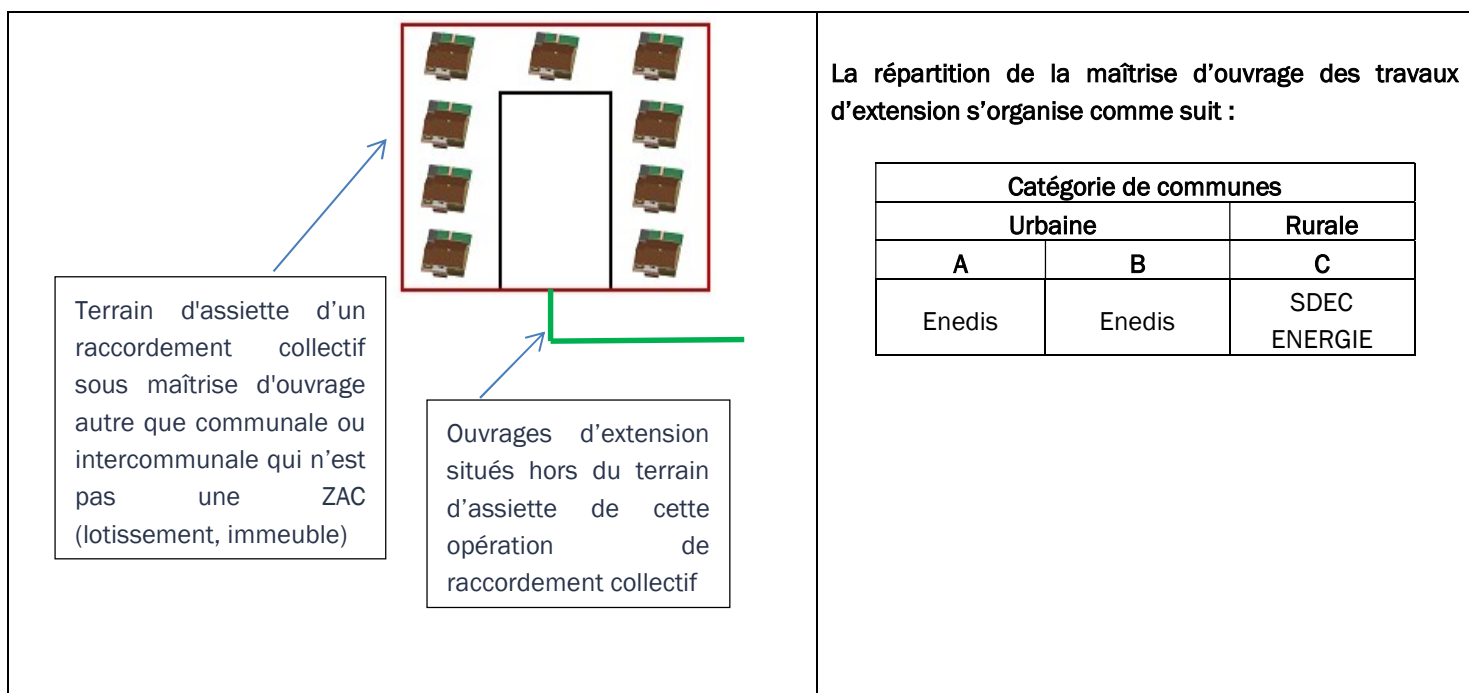 Terrain d'assiette d’un
raccordement collectif
sous maîtrise d'ouvrage
autre que communale ou
intercommunale qui n’est
pas une ZAC
(lotissement, immeuble)
Ouvrages d’extension
situés hors du terrain
d’assiette de cette
opération de
raccordement collectif
La répartition de la maîtrise d’ouvrage des travaux
d’extension s’organise comme suit :
Catégorie de communes
Urbaine Rurale
A B C
Enedis Enedis SDEC
ENERGIE